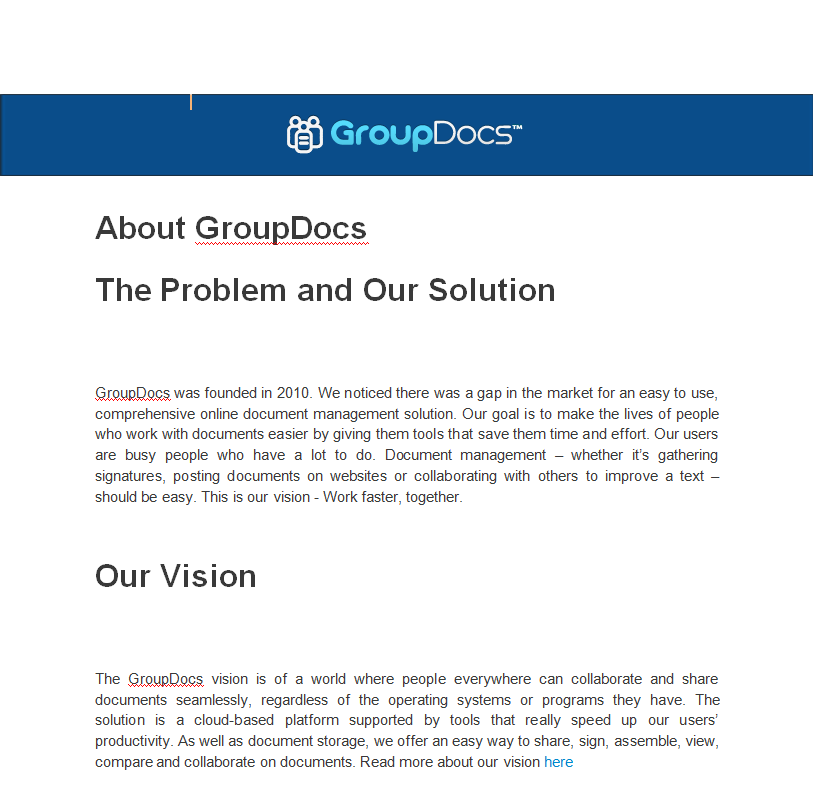 GroupDocs™
About GroupDocs
The Problem and Our Solution
GroupDocs was founded in 2010. We noticed there was a gap in the market for an easy to use,
comprehensive online document management solution. Our goal is to make the lives of people
who work with documents easier by giving them tools that save them time and effort. Our users
are busy people who have a lot to do. Document management – whether it’s gathering
signatures, posting documents on websites or collaborating with others to improve a text –
should be easy. This is our vision - Work faster, together.
Our Vision
The GroupDocs vision is of a world where people everywhere can collaborate and share
documents seamlessly, regardless of the operating systems or programs they have. The
solution is a cloud-based platform supported by tools that really speed up our users’
productivity. As well as document storage, we offer an easy way to share, sign, assemble, view,
compare and collaborate on documents. Read more about our vision here